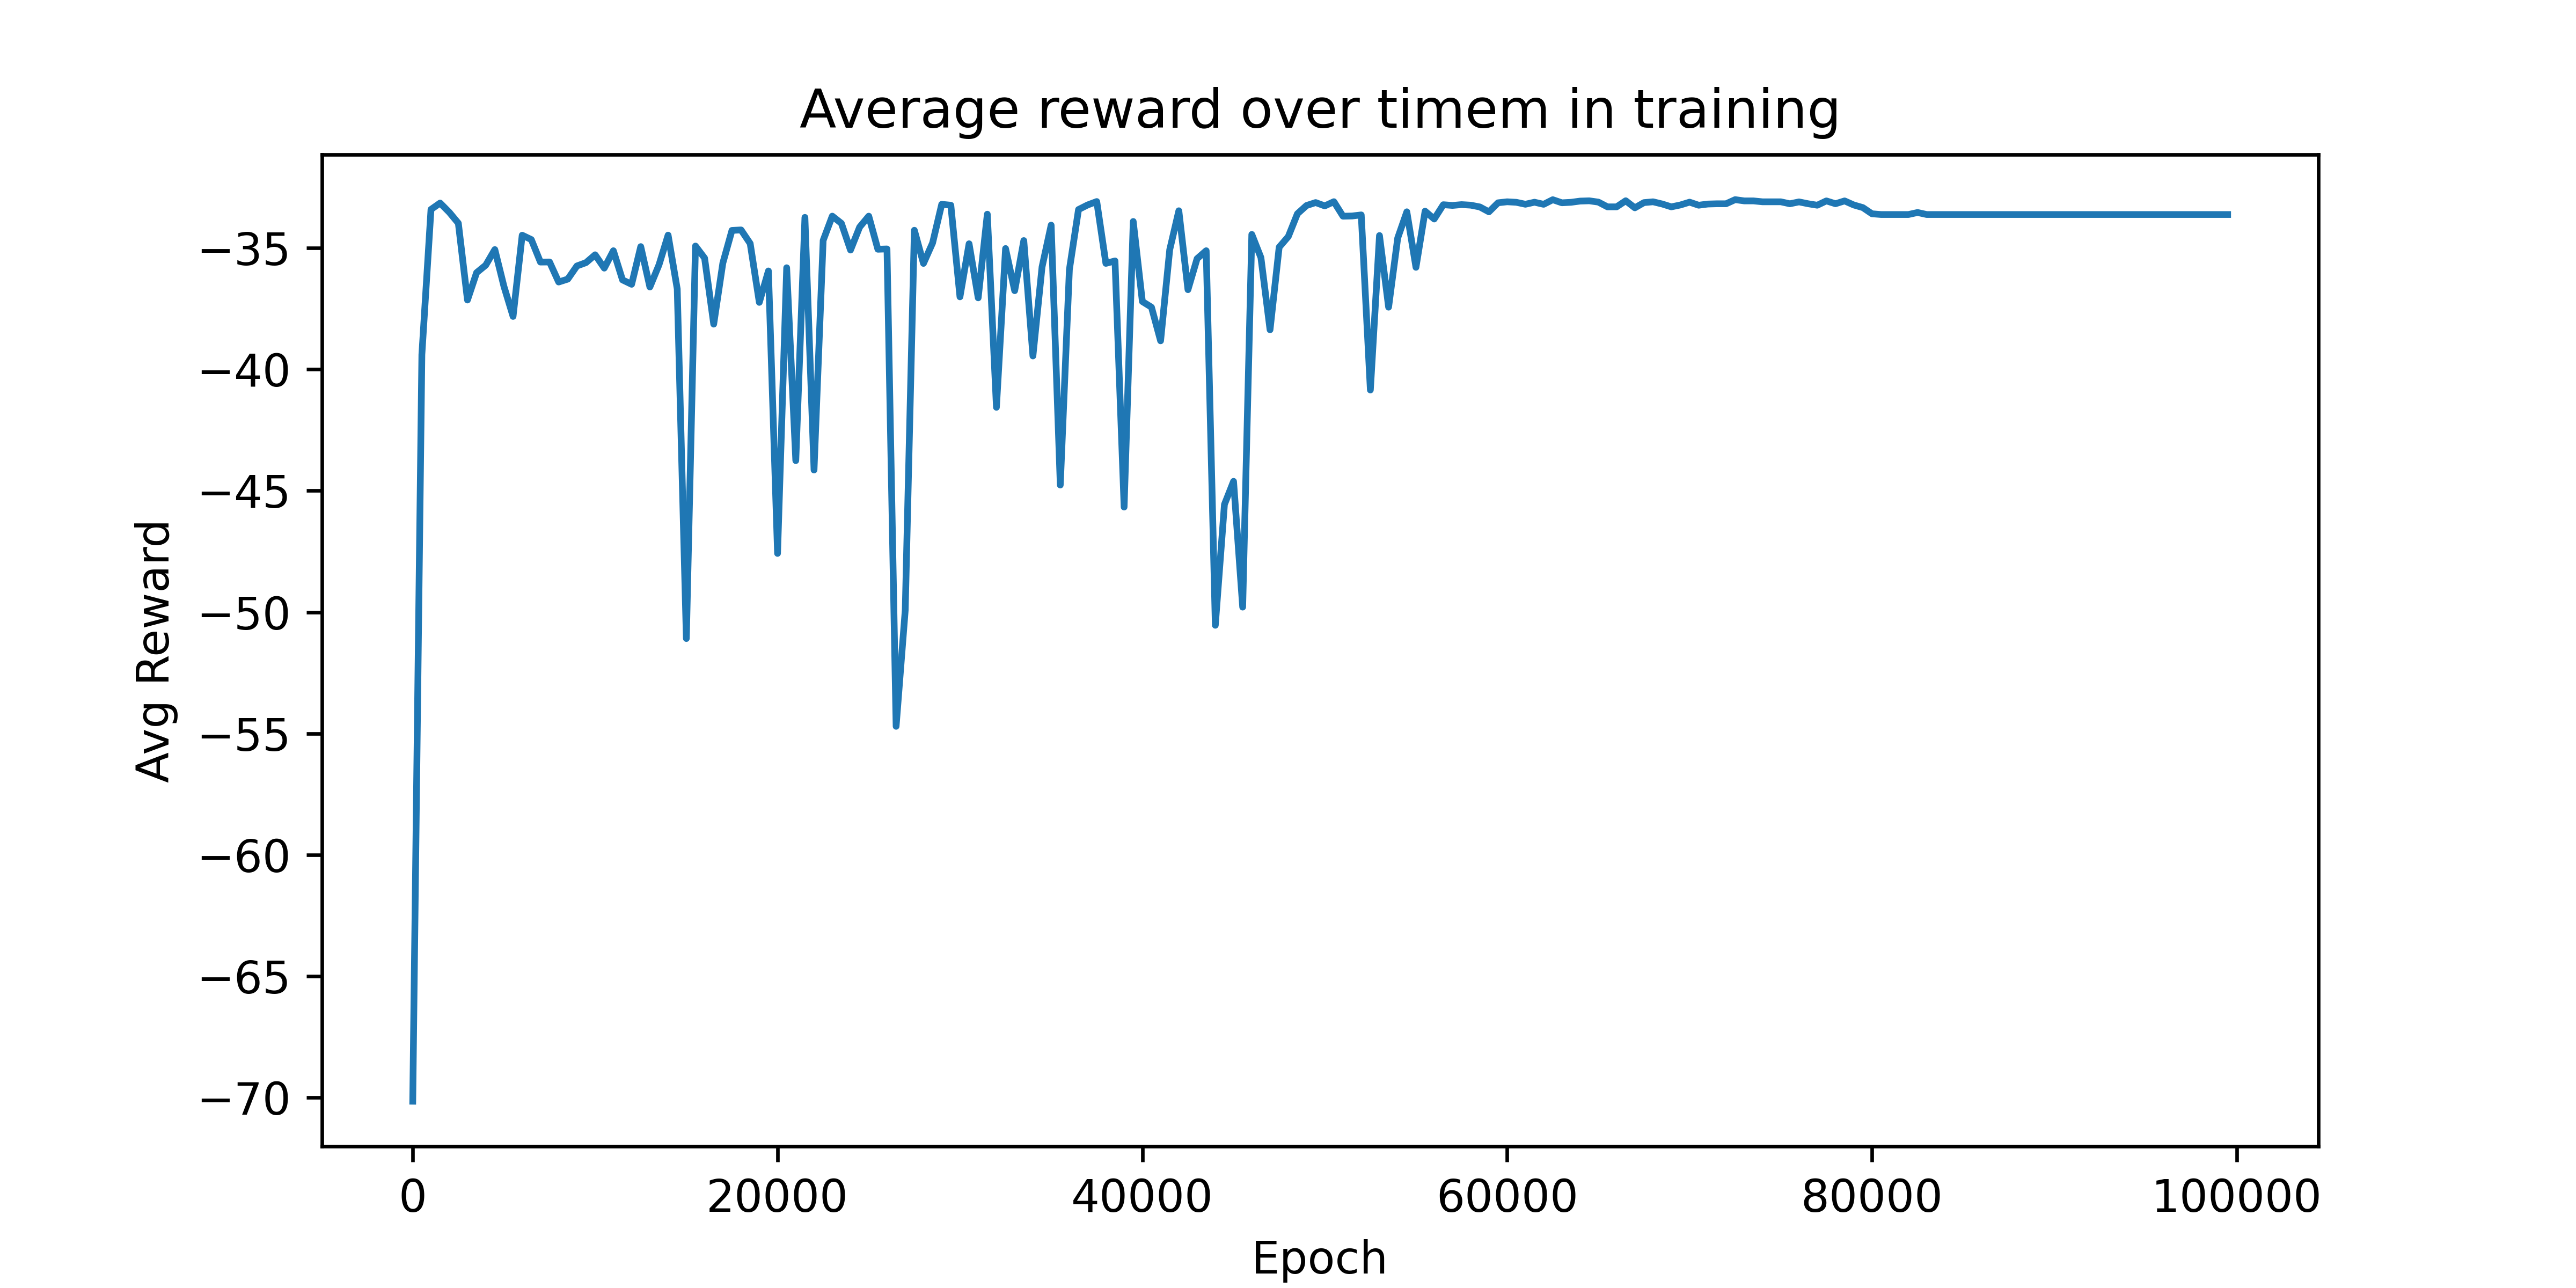 Average reward over timem in training
Avg Reward
−35
−40
−45
−50
−55
−60
−65
−70
0 20000 40000 60000 80000 100000
Epoch